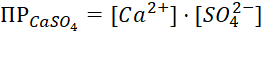 ПР_{CaSO_4} = [Ca^{2+}] · [SO_4^{2−}]